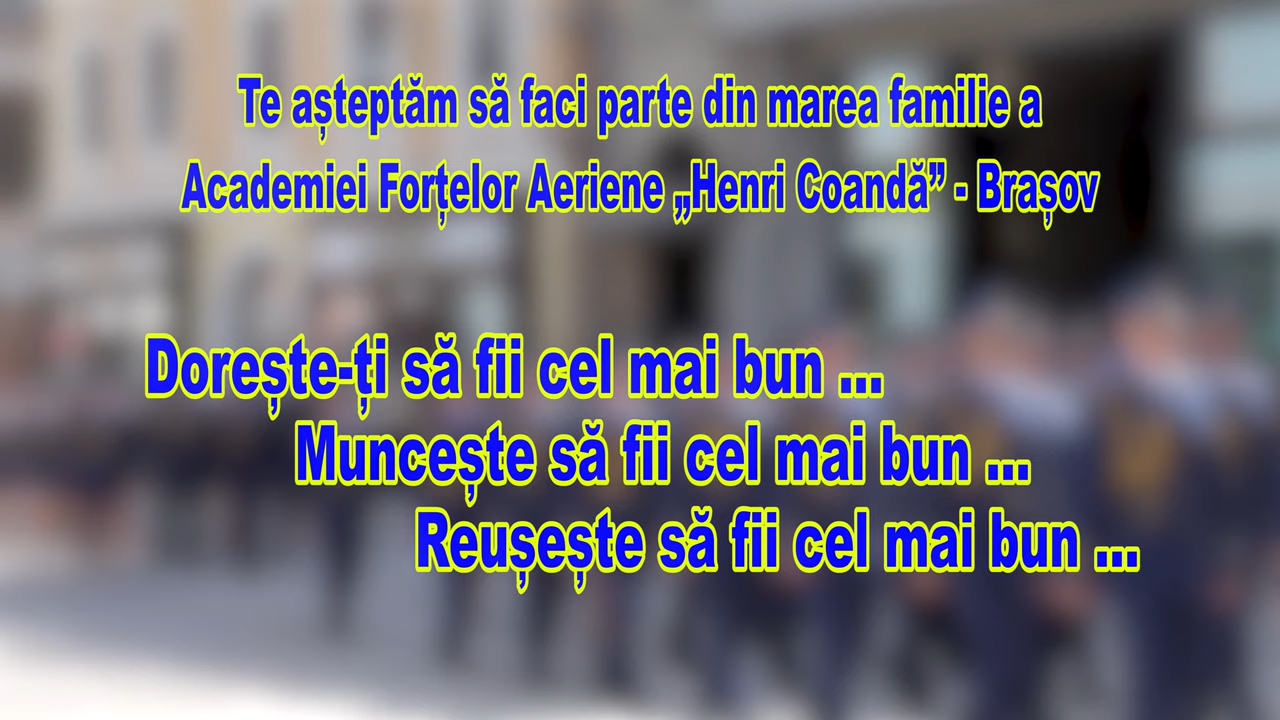 Te așteptăm să faci parte din marea familie a
Academiei Forțelor Aeriene „Henri Coandă” - Brașov
Dorește-ți să fii cel mai bun ...
Muncește să fii cel mai bun ...
Reușește să fii cel mai bun ...